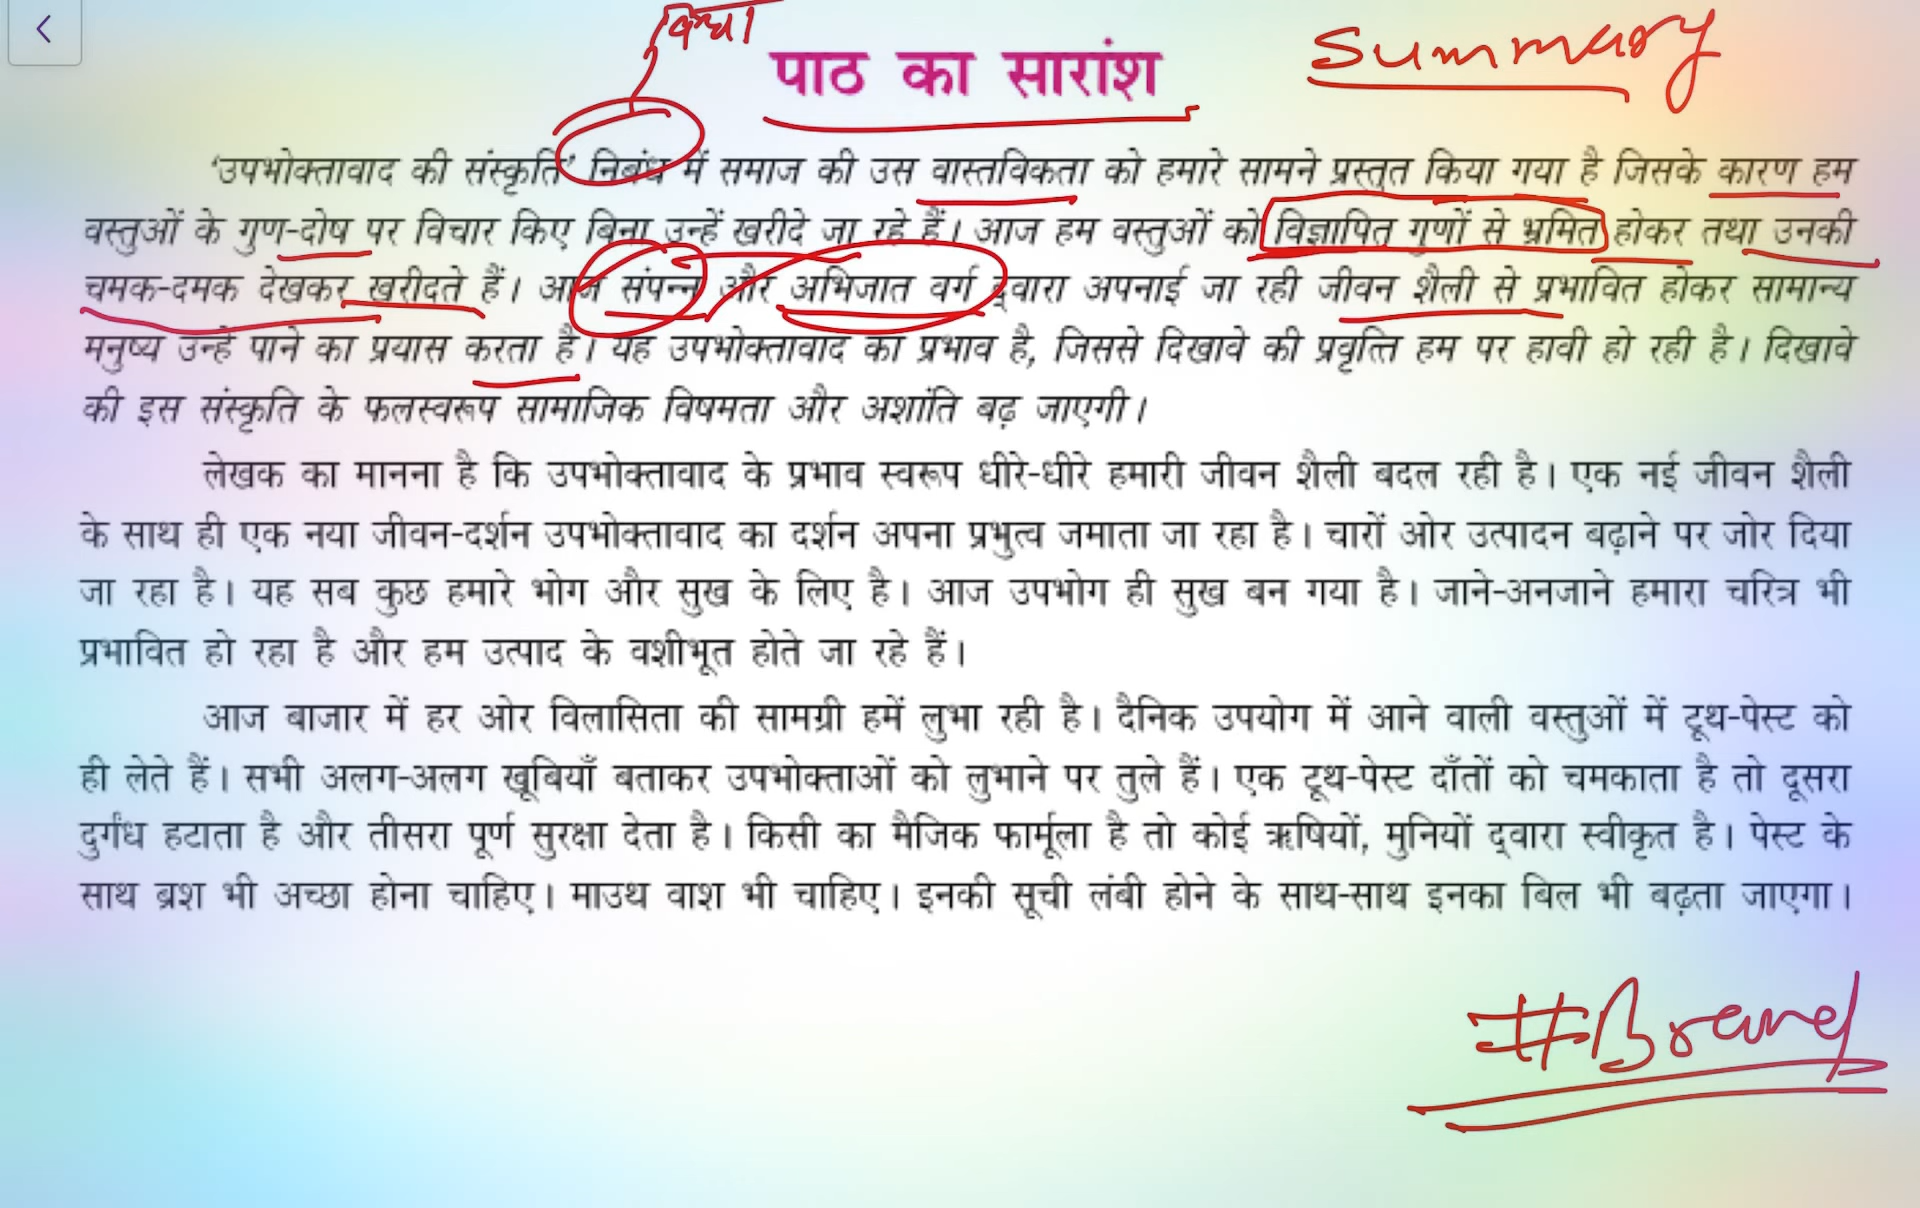 विधा
पाठ का सारांश
Summary
‘उपभोक्तावाद की संस्कृति’ निबंध में समाज की उस वास्तविकता को हमारे सामने प्रस्तुत किया गया है जिसके कारण हम
वस्तुओं के गुण-दोष पर विचार किए बिना उन्हें खरीदे जा रहे हैं। आज हम वस्तुओं को विज्ञापित गुणों से भ्रमित होकर तथा उनकी
चमक-दमक देखकर खरीदते हैं। आज संपन्न और अभिजात वर्ग द्वारा अपनाई जा रही जीवन शैली से प्रभावित होकर सामान्य
मनुष्य उन्हें पाने का प्रयास करता है। यह उपभोक्तावाद का प्रभाव है, जिससे दिखावे की प्रवृत्ति हम पर हावी हो रही है। दिखावे
की इस संस्कृति के फलस्वरूप सामाजिक विषमता और अशांति बढ़ जाएगी।
लेखक का मानना है कि उपभोक्तावाद के प्रभाव स्वरूप धीरे-धीरे हमारी जीवन शैली बदल रही है। एक नई जीवन शैली
के साथ ही एक नया जीवन-दर्शन उपभोक्तावाद का दर्शन अपना प्रभुत्व जमाता जा रहा है। चारों ओर उत्पादन बढ़ाने पर जोर दिया
जा रहा है। यह सब कुछ हमारे भोग और सुख के लिए है। आज उपभोग ही सुख बन गया है। जाने-अनजाने हमारा चरित्र भी
प्रभावित हो रहा है और हम उत्पाद के वशीभूत होते जा रहे हैं।
आज बाजार में हर ओर विलासिता की सामग्री हमें लुभा रही है। दैनिक उपयोग में आने वाली वस्तुओं में टूथ-पेस्ट को
ही लेते हैं। सभी अलग-अलग खूबियाँ बताकर उपभोक्ताओं को लुभाने पर तुले हैं। एक टूथ-पेस्ट दाँतों को चमकाता है तो दूसरा
दुर्गंध हटाता है और तीसरा पूर्ण सुरक्षा देता है। किसी का मैजिक फार्मूला है तो कोई ऋषियों, मुनियों द्वारा स्वीकृत है। पेस्ट के
साथ ब्रश भी अच्छा होना चाहिए। माउथ वाश भी चाहिए। इनकी सूची लंबी होने के साथ-साथ इनका बिल भी बढ़ता जाएगा।
#Brand